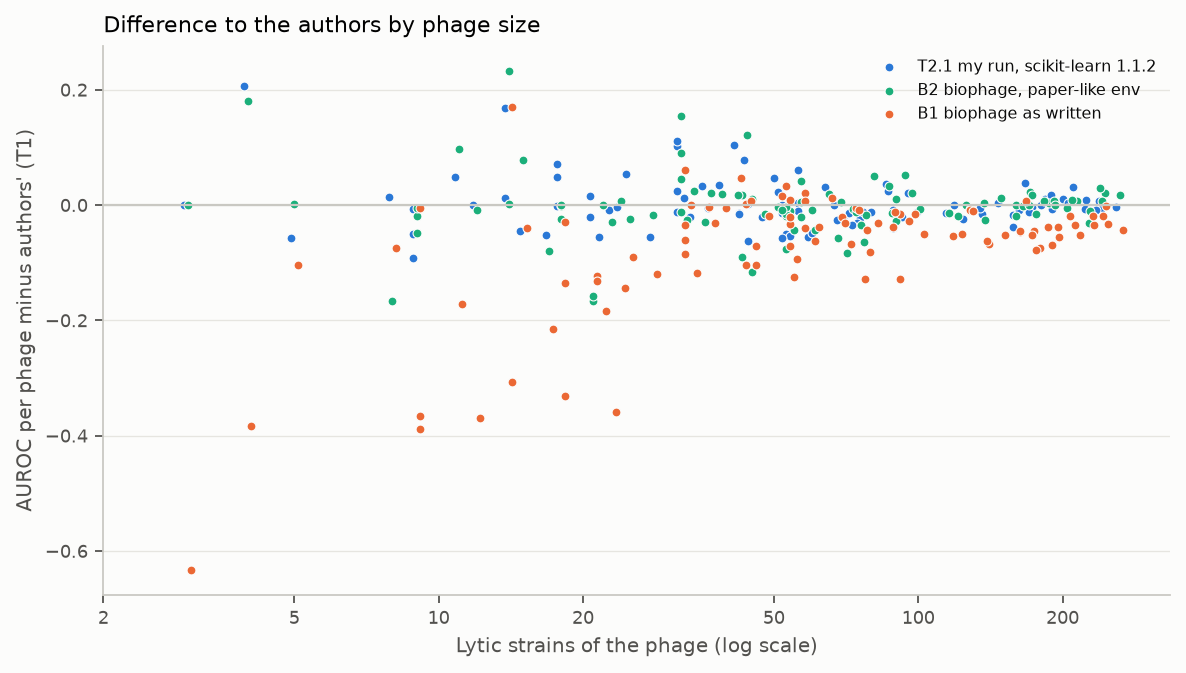 Difference to the authors by phage size
T2.1 my run, scikit-learn 1.1.2
B2 biophage, paper-like env
B1 biophage as written
AUROC per phage minus authors' (T1)
0.2
0.0
−0.2
−0.4
−0.6
2
5
10
20
50
100
200
Lytic strains of the phage (log scale)